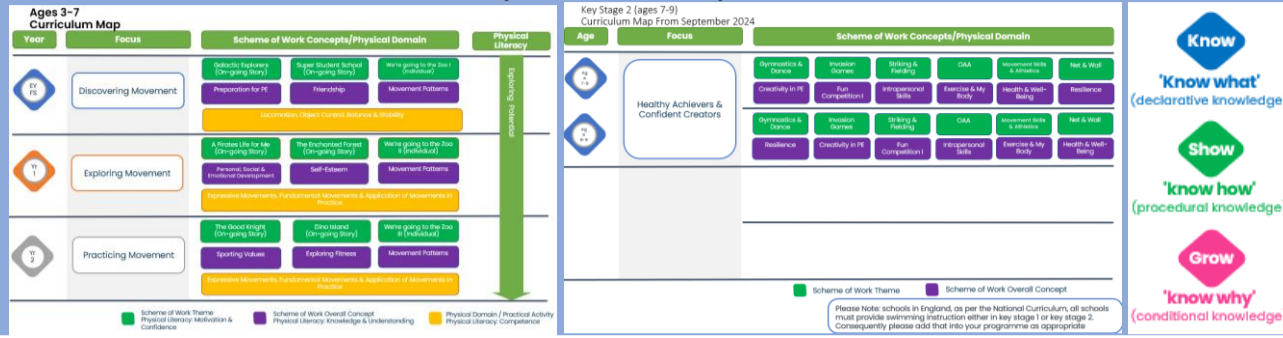 Ages 3-7
Curriculum Map
Year
Focus
Scheme of Work Concepts/Physical Domain
Physical
Literacy
EY
FS
Discovering Movement
Galactic Explorers
(On-going Story)
Super Student School
(On-going Story)
We're going to the Zoo I
(Individual)
Preparation for PE
Friendship
Movement Patterns
Locomotion, Object Control, Balance & Stability
Yr
1
Exploring Movement
A Pirates Life for Me
(On-going Story)
The Enchanted Forest
(On-going Story)
We're going to the Zoo
II (Individual)
Personal, Social &
Emotional Development
Self-Esteem
Movement Patterns
Expressive Movements, Fundamental Movements & Application of Movements in
Practice
Yr
2
Practicing Movement
The Good Knight
(On-going Story)
Dino Island
(On-going Story)
We're going to the Zoo
III (Individual)
Sporting Values
Exploring Fitness
Movement Patterns
Expressive Movements, Fundamental Movements & Application of Movements in
Practice
Exploring Potential
Scheme of Work Theme
Physical Literacy: Motivation &
Confidence
Scheme of Work Overall Concept
Physical Literacy: Knowledge & Understanding
Physical Domain / Practical Activity
Physical Literacy: Competence
Key Stage 2 (ages 7-9)
Curriculum Map From September 2024
Age
Focus
Scheme of Work Concepts/Physical Domain
Healthy Achievers &
Confident Creators
Gymnastics &
Dance
Invasion
Games
Striking &
Fielding
OAA
Movement Skills
& Athletics
Net & Wall
Creativity in PE
Fun
Competition I
Intrapersonal
Skills
Exercise & My
Body
Health & Well-
Being
Resilience
Gymnastics &
Dance
Invasion
Games
Striking &
Fielding
OAA
Movement Skills
& Athletics
Net & Wall
Resilience
Creativity in PE
Fun
Competition I
Intrapersonal
Skills
Exercise & My
Body
Health & Well-
Being
Scheme of Work Theme
Scheme of Work Overall Concept
Please Note: schools in England, as per the National Curriculum, all schools
must provide swimming instruction either in key stage 1 or key stage 2.
Consequently please add that into your programme as appropriate
Know
'Know what'
(declarative knowledge
Show
'know how'
(procedural knowledge
Grow
'know why'
(conditional knowledge